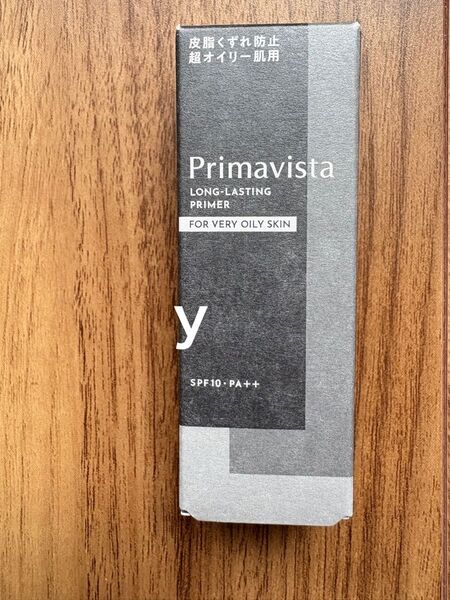 皮脂くずれ防止
超オイリー肌用
Primavista
LONG-LASTING
PRIMER
FOR VERY OILY SKIN
y
SPF10・PA++